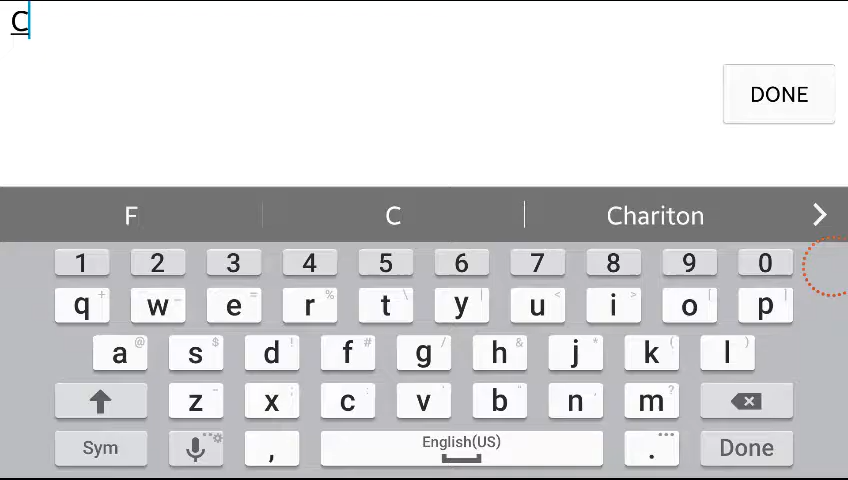 C
DONE
F C Chariton
1 2 3 4 5 6 7 8 9 0
q + w e = r % t \ y | u < i > o [ p ]
a @ s $ d ! f # g / h & j * k ( l )
z x ; c : v ' b " n , m ?
Sym , English(US) . Done